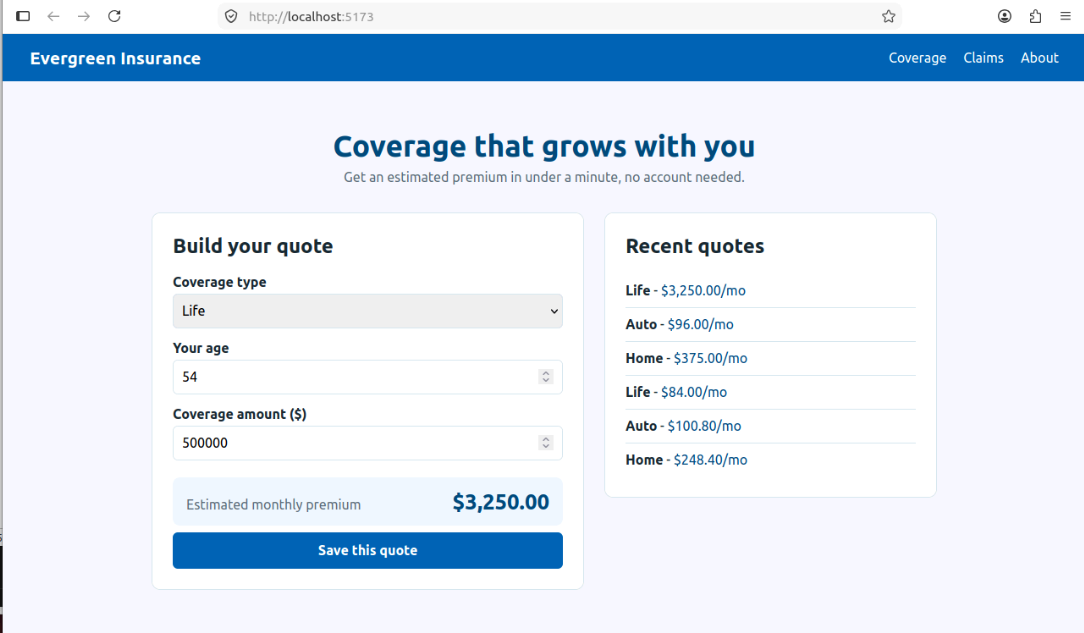 http://localhost:5173
Evergreen Insurance
Coverage Claims About
Coverage that grows with you
Get an estimated premium in under a minute, no account needed.
Build your quote
Coverage type
Life
Your age
54
Coverage amount ($)
500000
Estimated monthly premium $3,250.00
Save this quote
Recent quotes
Life - $3,250.00/mo
Auto - $96.00/mo
Home - $375.00/mo
Life - $84.00/mo
Auto - $100.80/mo
Home - $248.40/mo